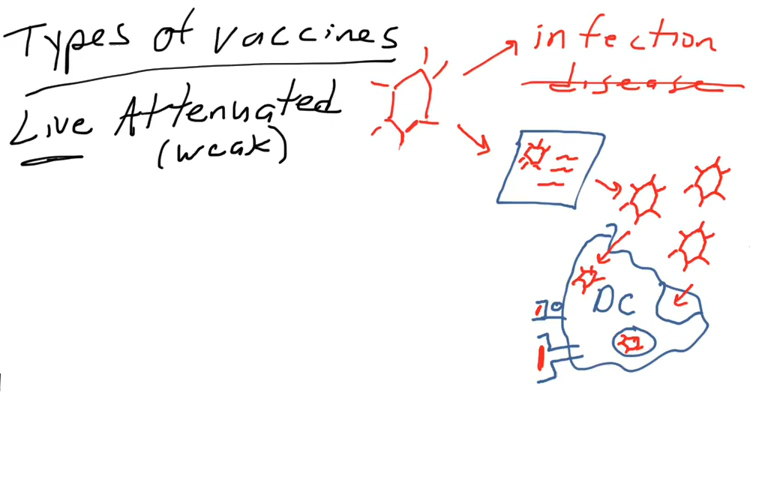 Types of vaccines
Live Attenuated
(weak)
infection
disease
DC